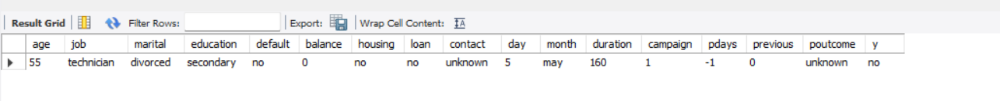 Result Grid Filter Rows: Export: Wrap Cell Content: IA
age job marital education default balance housing loan contact day month duration campaign pdays previous poutcome y
55 technician divorced secondary no 0 no no unknown 5 may 160 1 -1 0 unknown no